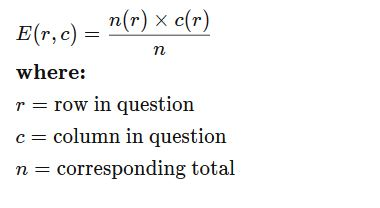 E(r, c) = n(r) × c(r) / n
where:
r = row in question
c = column in question
n = corresponding total